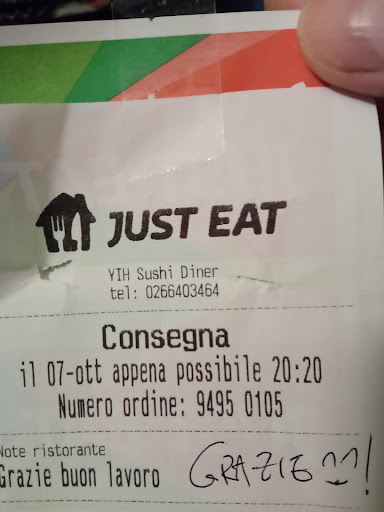 JUST EAT
YIH Sushi Diner
tel: 0266403464
Consegna
il 07-ott appena possibile 20:20
Numero ordine: 9495 0105
Note ristorante
Grazie buon lavoro GRAZIE !